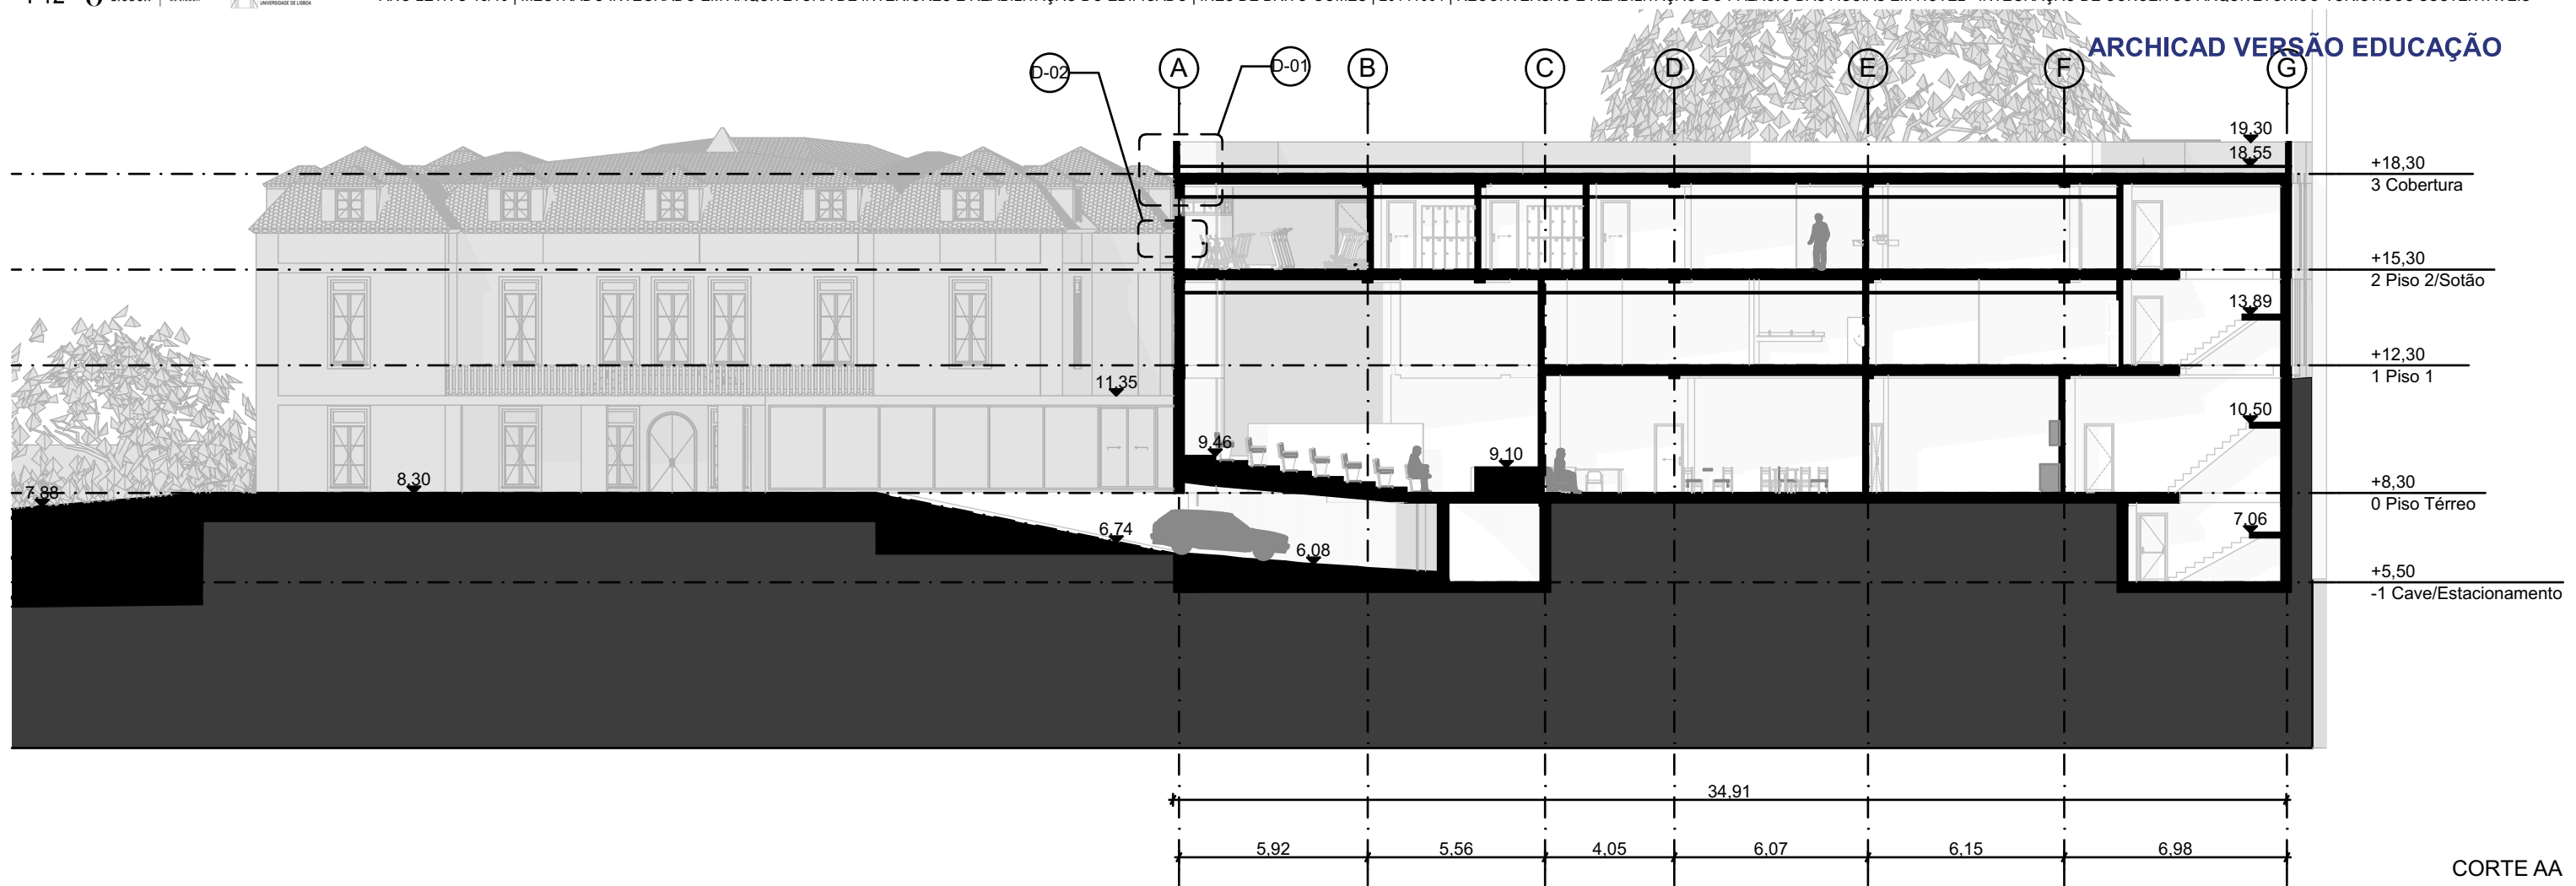 UNIVERSIDADE DE LISBOA
ARCHICAD VERSÃO EDUCAÇÃO
D-02
A
D-01
B
C
D
E
F
G
19,30
18,55
+18,30
3 Cobertura
+15,30
2 Piso 2/Sotão
13,89
+12,30
1 Piso 1
11,35
10,50
9,46
9,10
7,88
8,30
+8,30
0 Piso Térreo
6,74
6,08
7,06
+5,50
-1 Cave/Estacionamento
34,91
5,92
5,56
4,05
6,07
6,15
6,98
CORTE AA